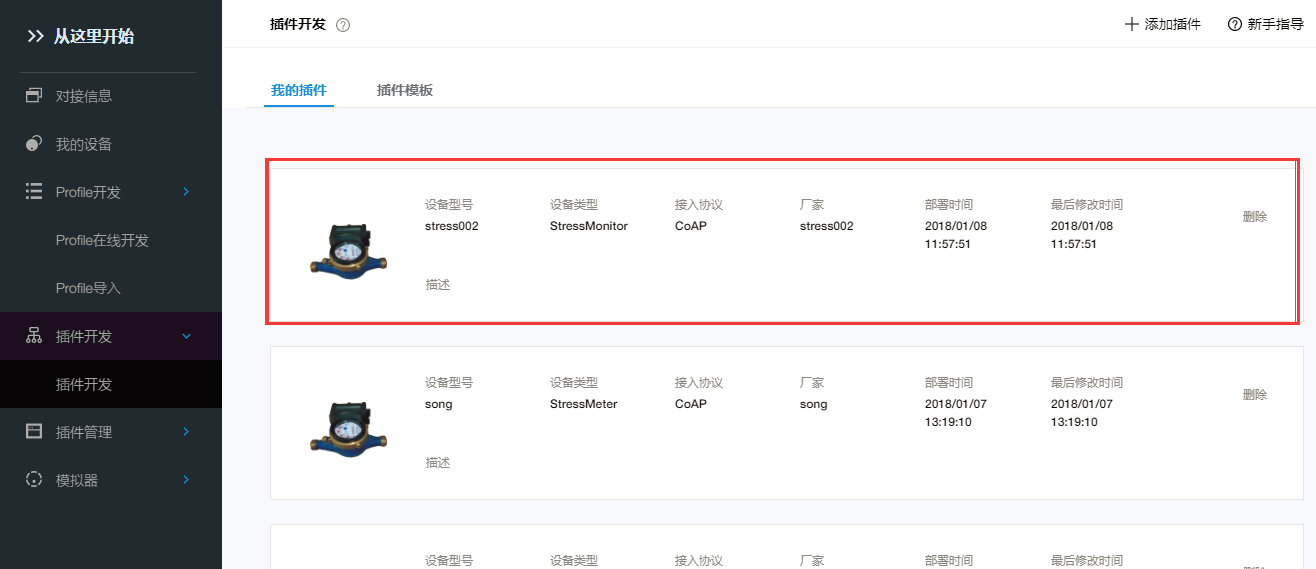 从这里开始
对接信息
我的设备
Profile开发
Profile在线开发
Profile导入
插件开发
插件开发
插件管理
模拟器
插件开发
添加插件
新手指导
我的插件
插件模板
设备型号 设备类型 接入协议 厂家 部署时间 最后修改时间
stress002 StressMonitor CoAP stress002 2018/01/08 2018/01/08
11:57:51 11:57:51
删除
描述
设备型号 设备类型 接入协议 厂家 部署时间 最后修改时间
song StressMeter CoAP song 2018/01/07 2018/01/07
13:19:10 13:19:10
删除
描述
设备型号 设备类型 接入协议 厂家 部署时间 最后修改时间